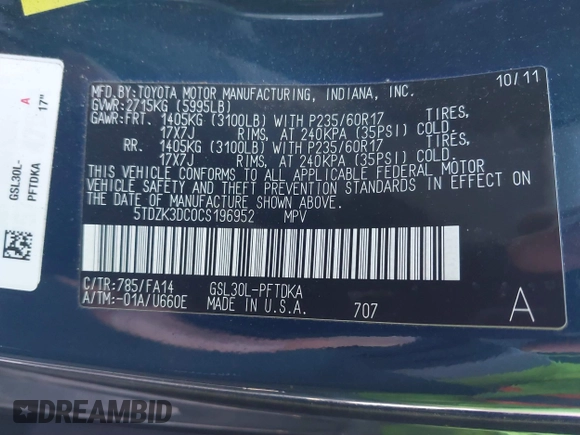 MFD.BY:TOYOTA MOTOR MANUFACTURING, INDIANA, INC. 10/11
GVWR:2715KG (5995LB)
GAWR:FRT. 1405KG (3100LB) WITH P235/60R17 TIRES,
17X7J RIMS, AT 240KPA (35PSI) COLD.
RR. 1405KG (3100LB) WITH P235/60R17 TIRES,
17X7J RIMS, AT 240KPA (35PSI) COLD.
THIS VEHICLE CONFORMS TO ALL APPLICABLE FEDERAL MOTOR
VEHICLE SAFETY AND THEFT PREVENTION STANDARDS IN EFFECT ON
THE DATE OF MANUFACTURE SHOWN ABOVE.
5TDZK3DC0CS196952 MPV
C/TR:785/FA14 GSL30L-PFTDKA
A/TM:-01A/U660E MADE IN U.S.A. 707 A
A
17"
GSL30L-
PFTDKA
DREAMBID